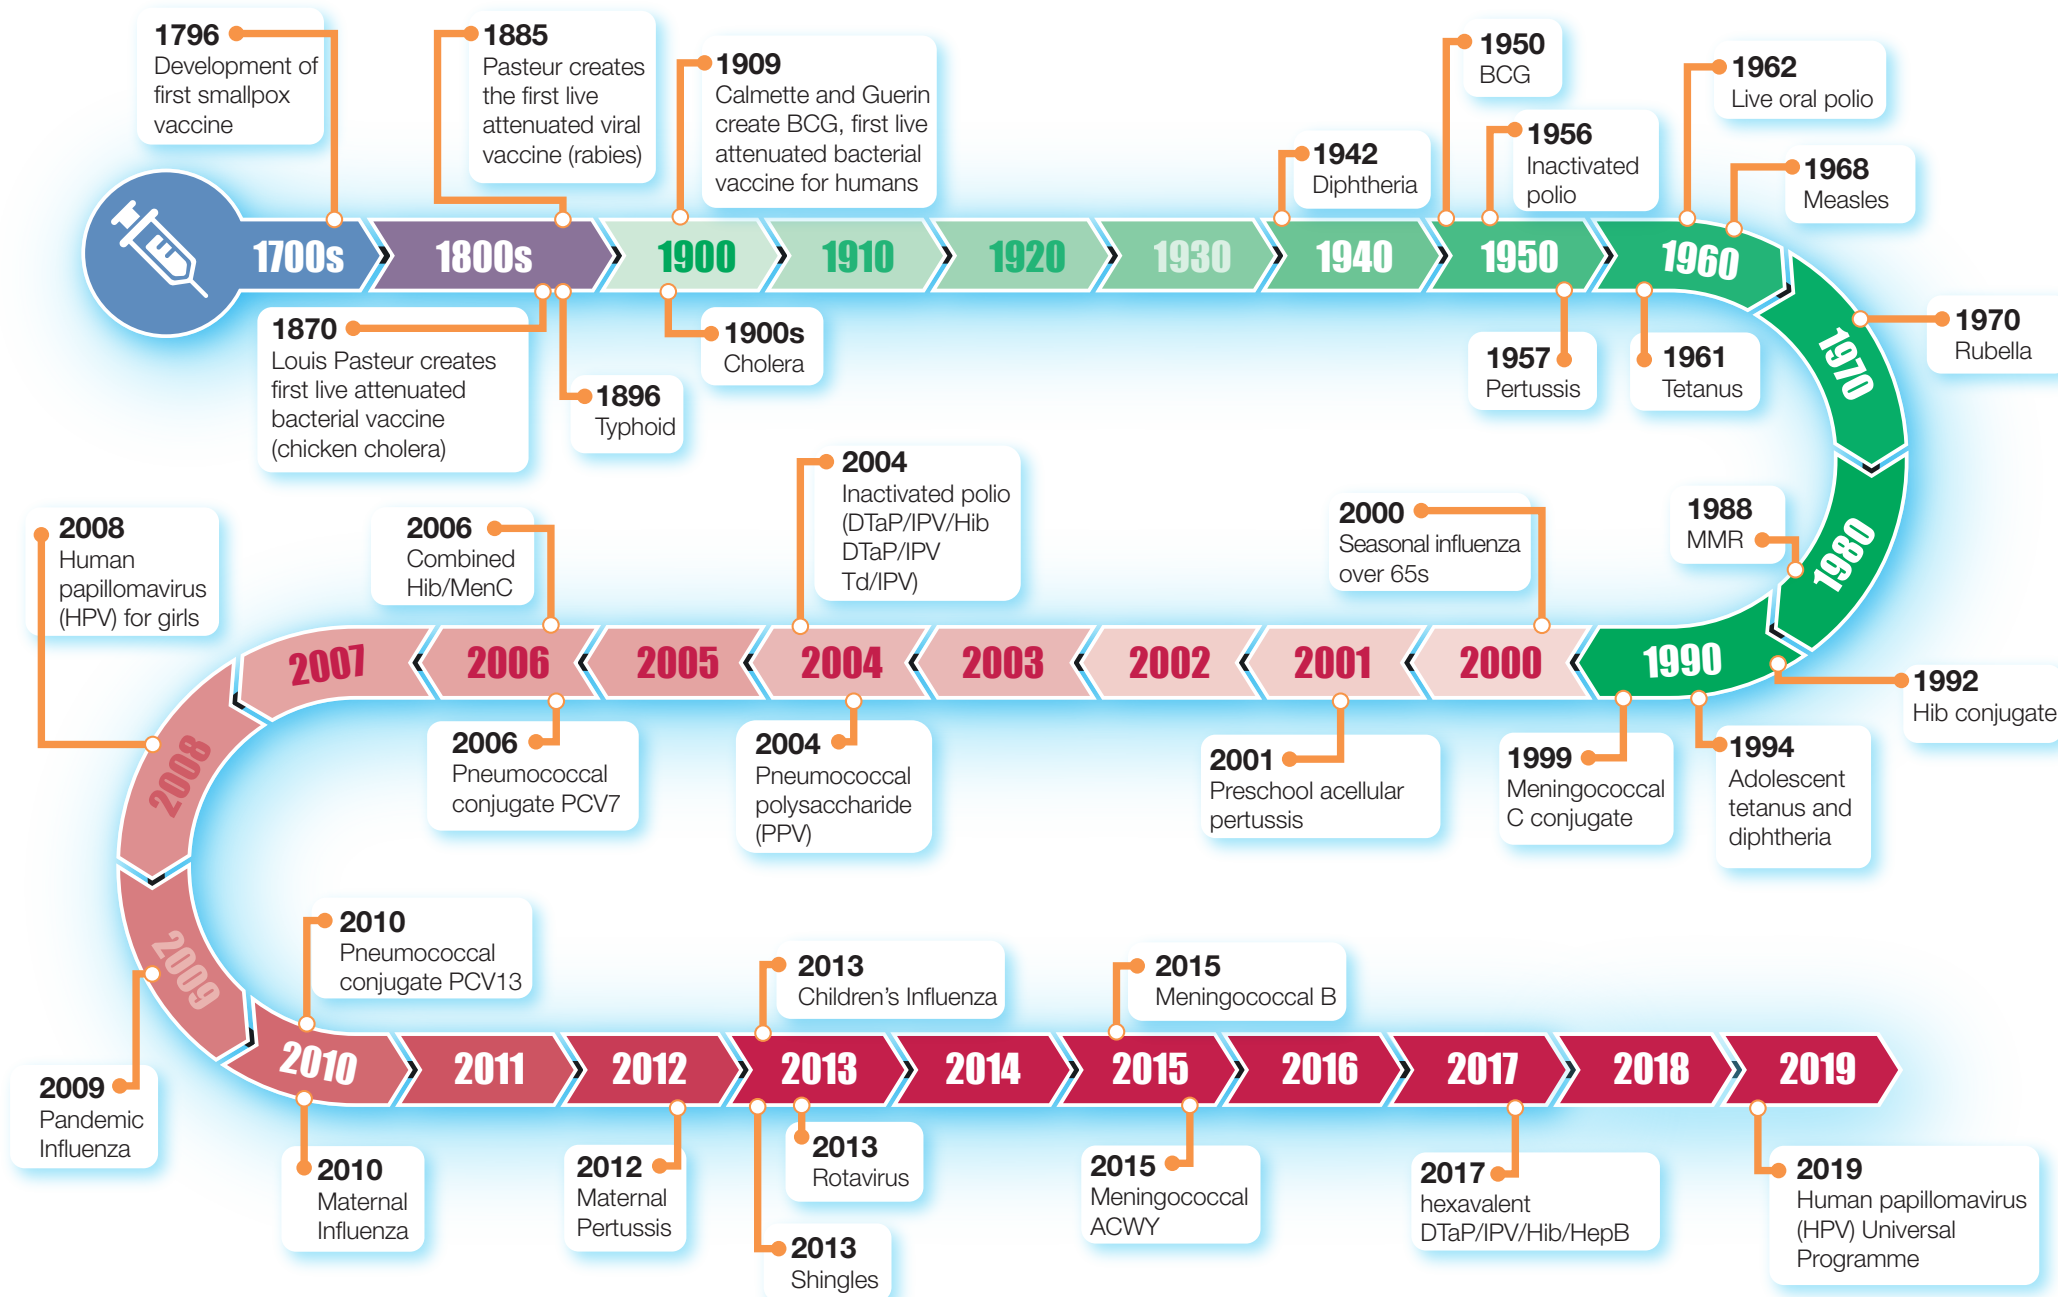 1796
Development of
first smallpox
vaccine
1885
Pasteur creates
the first live
attenuated viral
vaccine (rabies)
1909
Calmette and Guerin
create BCG, first live
attenuated bacterial
vaccine for humans
1942
Diphtheria
1950
BCG
1956
Inactivated
polio
1962
Live oral polio
1968
Measles
1700s
1800s
1900
1910
1920
1930
1940
1950
1960
1970
1980
1870
Louis Pasteur creates
first live attenuated
bacterial vaccine
(chicken cholera)
1896
Typhoid
1900s
Cholera
1957
Pertussis
1961
Tetanus
1970
Rubella
1988
MMR
1992
Hib conjugate
2000
Seasonal influenza
over 65s
2004
Inactivated polio
(DTaP/IPV/Hib
DTaP/IPV
Td/IPV)
2006
Combined
Hib/MenC
2008
Human
papillomavirus
(HPV) for girls
1990
2000
2001
2002
2003
2004
2005
2006
2007
2008
2009
1994
Adolescent
tetanus and
diphtheria
1999
Meningococcal
C conjugate
2001
Preschool acellular
pertussis
2004
Pneumococcal
polysaccharide
(PPV)
2006
Pneumococcal
conjugate PCV7
2009
Pandemic
Influenza
2010
Pneumococcal
conjugate PCV13
2013
Children’s Influenza
2015
Meningococcal B
2010
2011
2012
2013
2014
2015
2016
2017
2018
2019
2010
Maternal
Influenza
2012
Maternal
Pertussis
2013
Rotavirus
2013
Shingles
2015
Meningococcal
ACWY
2017
hexavalent
DTaP/IPV/Hib/HepB
2019
Human papillomavirus
(HPV) Universal
Programme